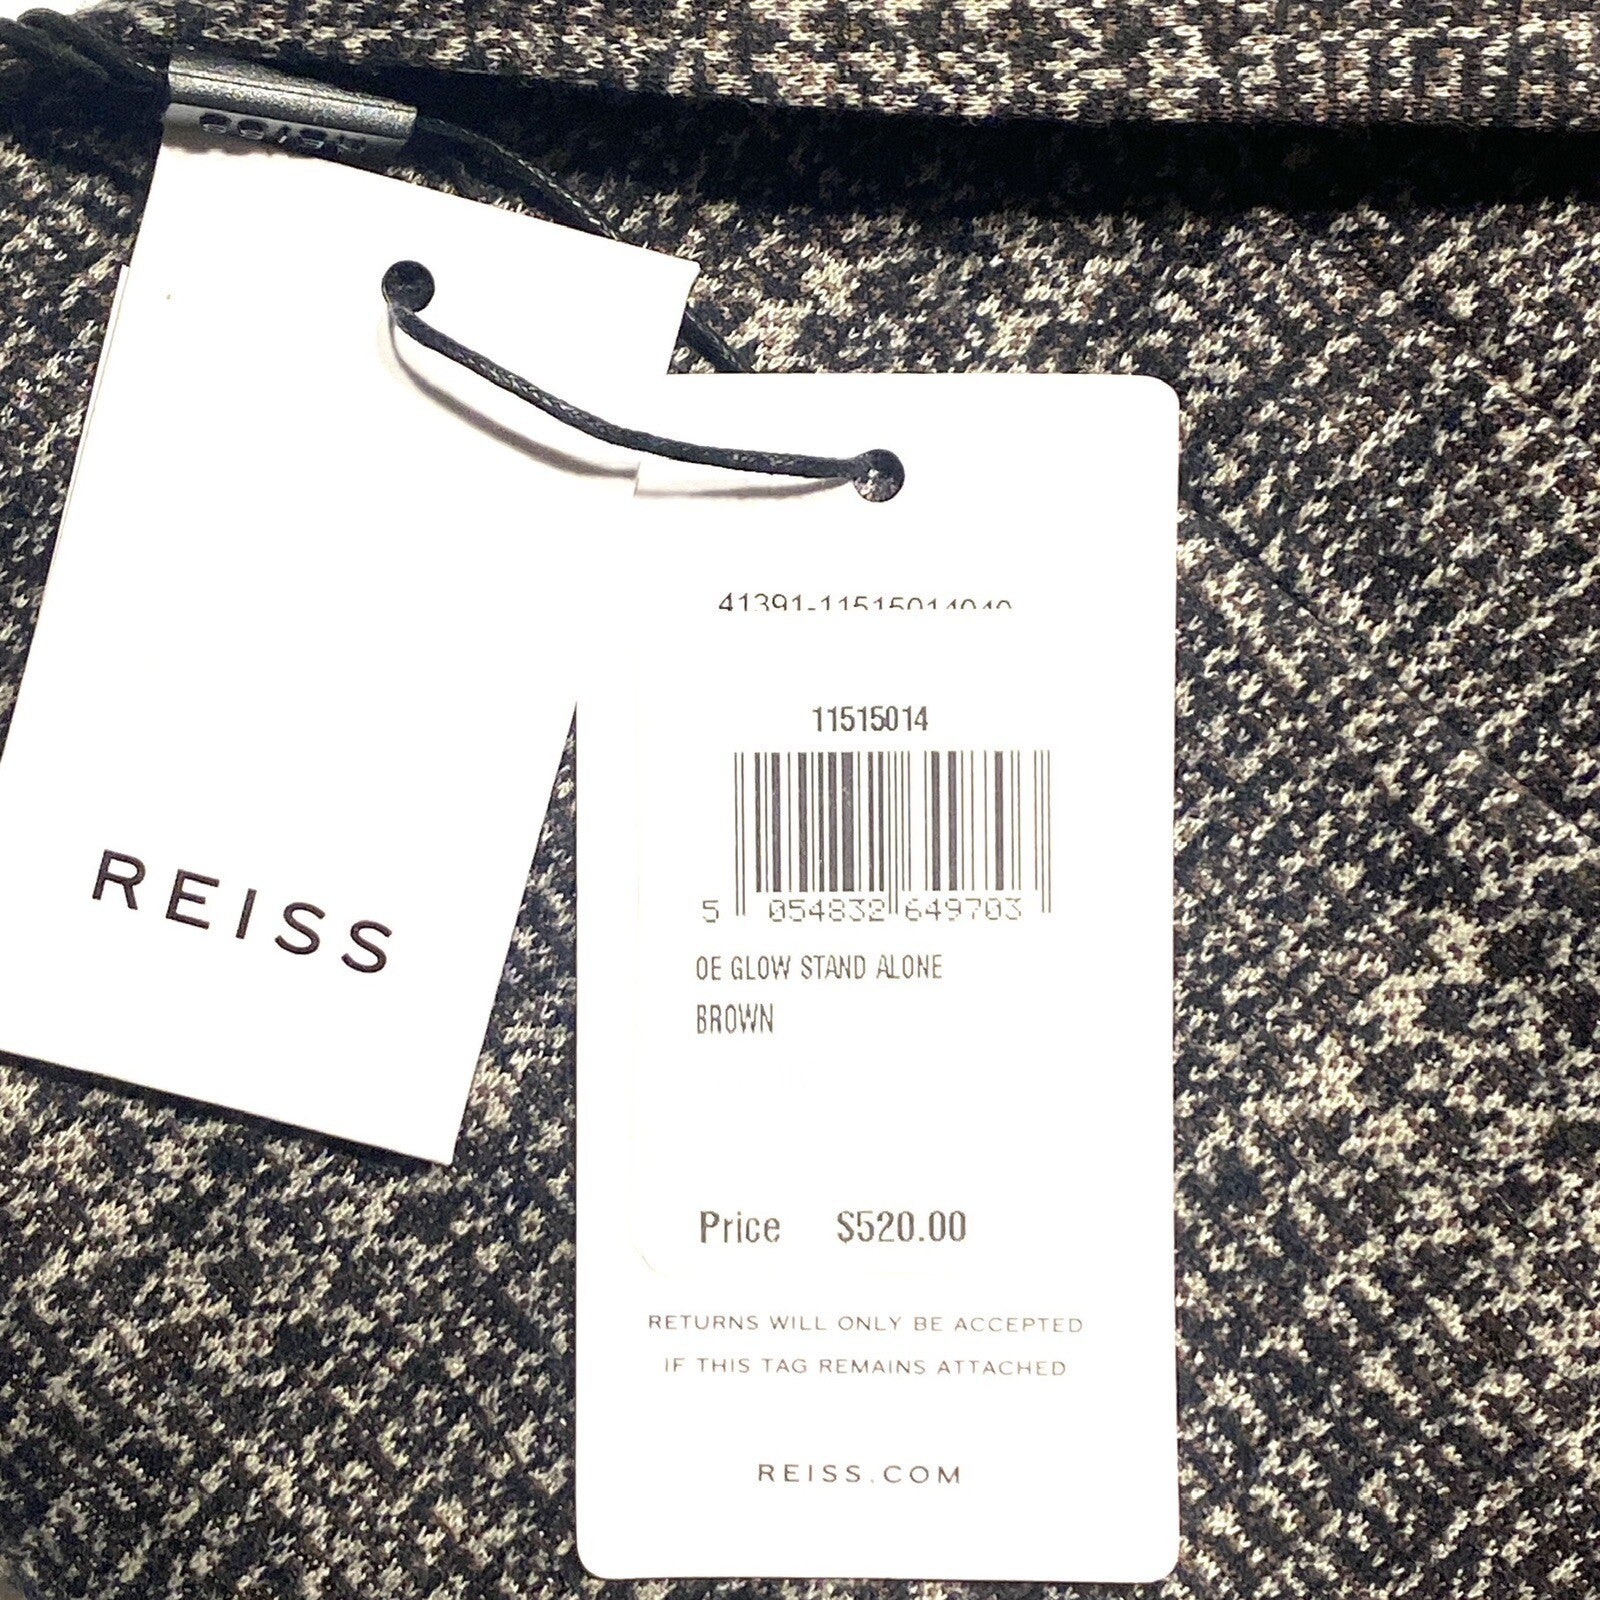 REISS
REISS
41391-11515014040
11515014
5 054832 649703
OE GLOW STAND ALONE
BROWN
Price $520.00
RETURNS WILL ONLY BE ACCEPTED
IF THIS TAG REMAINS ATTACHED
REISS.COM